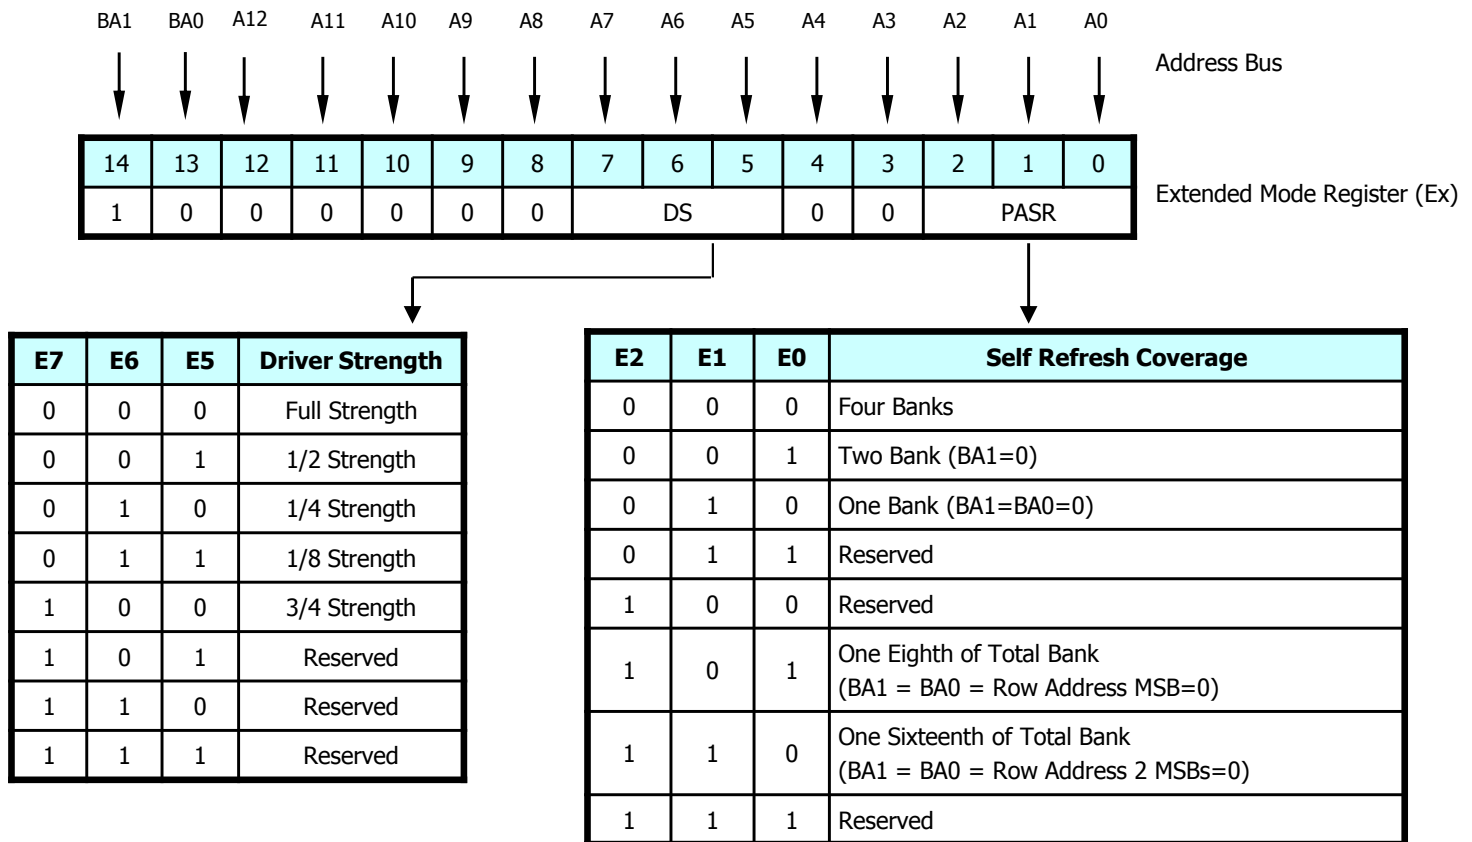 BA1 BA0 A12 A11 A10 A9 A8 A7 A6 A5 A4 A3 A2 A1 A0
Address Bus
14 13 12 11 10 9 8 7 6 5 4 3 2 1 0
1 0 0 0 0 0 0 DS 0 0 PASR
Extended Mode Register (Ex)
E7 E6 E5 Driver Strength
0 0 0 Full Strength
0 0 1 1/2 Strength
0 1 0 1/4 Strength
0 1 1 1/8 Strength
1 0 0 3/4 Strength
1 0 1 Reserved
1 1 0 Reserved
1 1 1 Reserved
E2 E1 E0 Self Refresh Coverage
0 0 0 Four Banks
0 0 1 Two Bank (BA1=0)
0 1 0 One Bank (BA1=BA0=0)
0 1 1 Reserved
1 0 0 Reserved
1 0 1 One Eighth of Total Bank
(BA1 = BA0 = Row Address MSB=0)
1 1 0 One Sixteenth of Total Bank
(BA1 = BA0 = Row Address 2 MSBs=0)
1 1 1 Reserved